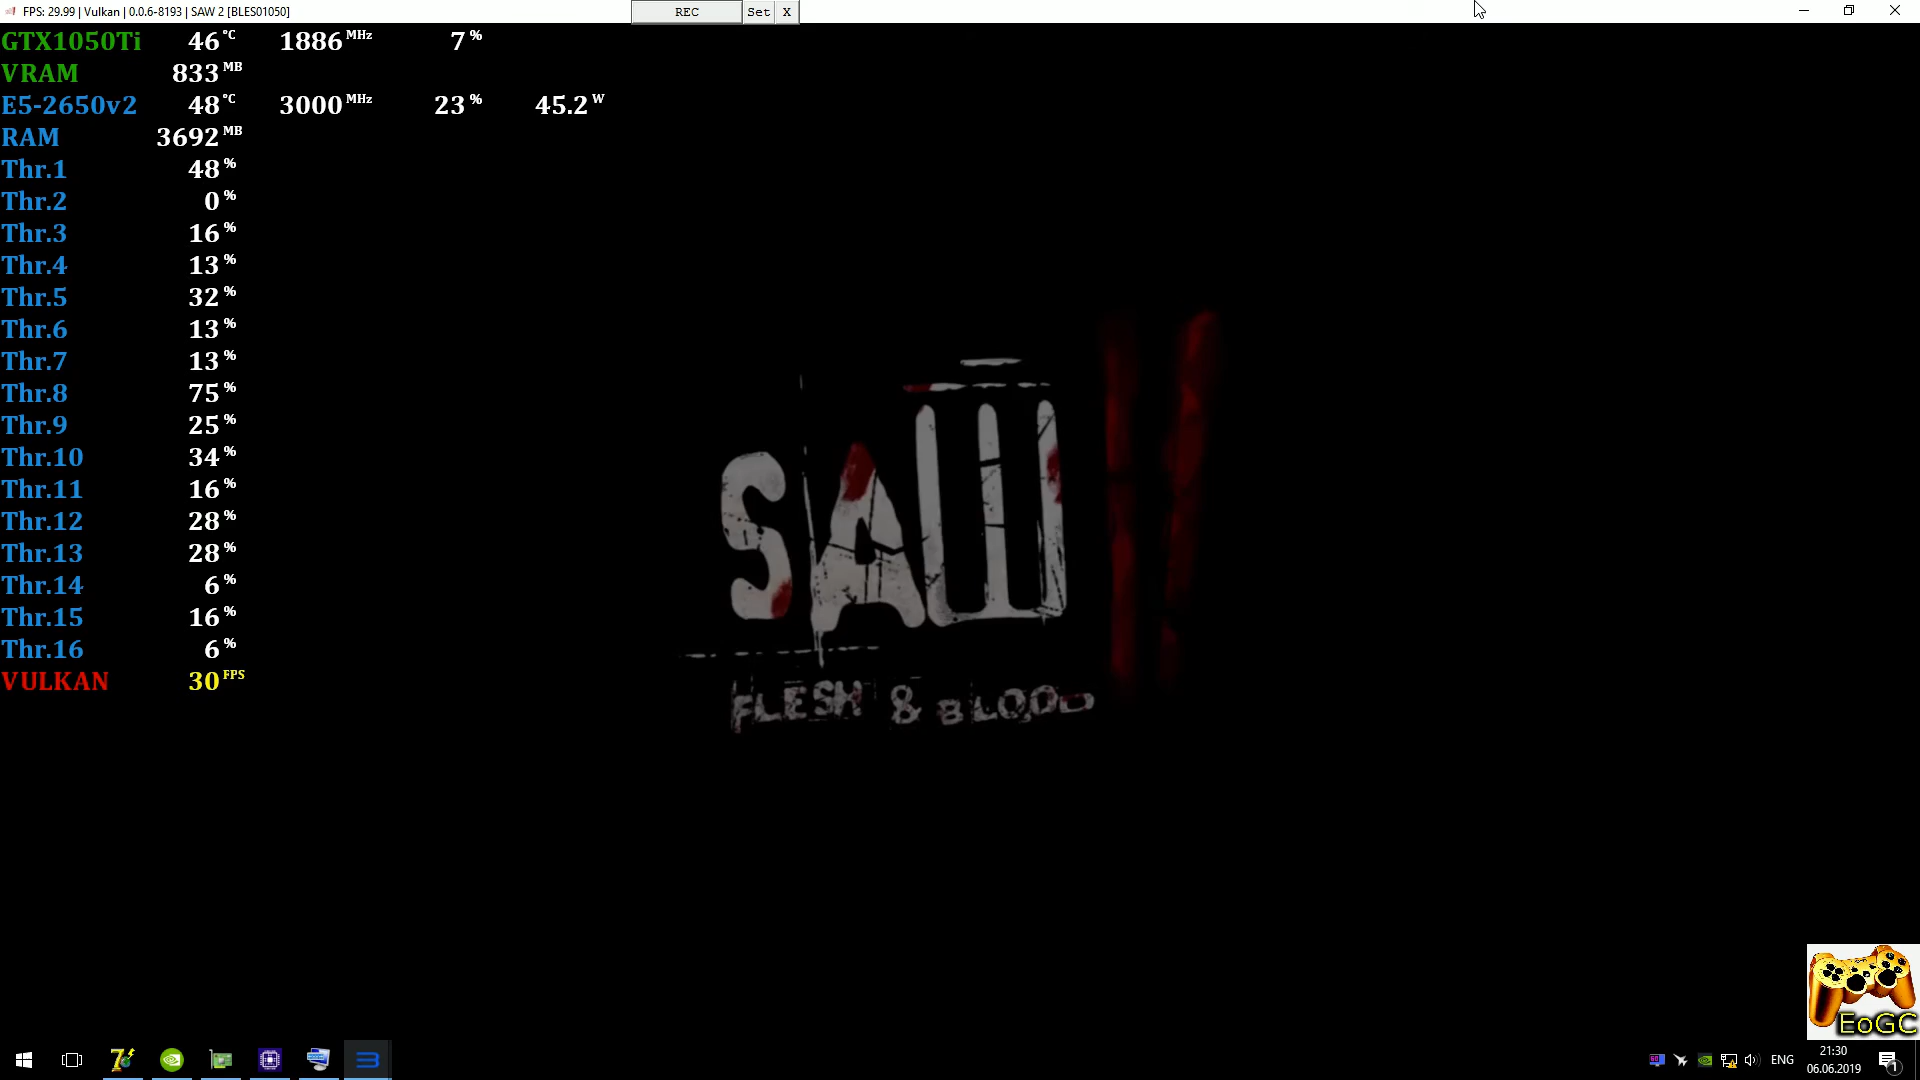 FPS: 29.99 | Vulkan | 0.0.6-8193 | SAW 2 [BLES01050]
REC Set X
GTX1050Ti 46 °C 1886 MHz 7 %
VRAM 833 MB
E5-2650v2 48 °C 3000 MHz 23 % 45.2 W
RAM 3692 MB
Thr.1 48 %
Thr.2 0 %
Thr.3 16 %
Thr.4 13 %
Thr.5 32 %
Thr.6 13 %
Thr.7 13 %
Thr.8 75 %
Thr.9 25 %
Thr.10 34 %
Thr.11 16 %
Thr.12 28 %
Thr.13 28 %
Thr.14 6 %
Thr.15 16 %
Thr.16 6 %
VULKAN 30 FPS
SAW II
FLESH & BLOOD
EoGC
ENG
21:30
06.06.2019
1